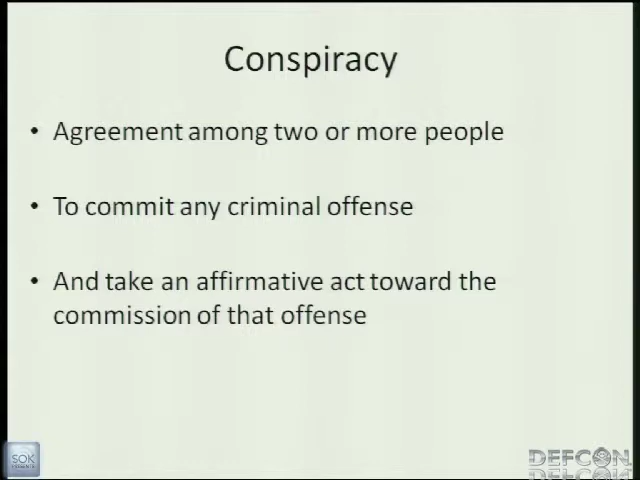 Conspiracy
• Agreement among two or more people
• To commit any criminal offense
• And take an affirmative act toward the
commission of that offense
SOK
DEFCON